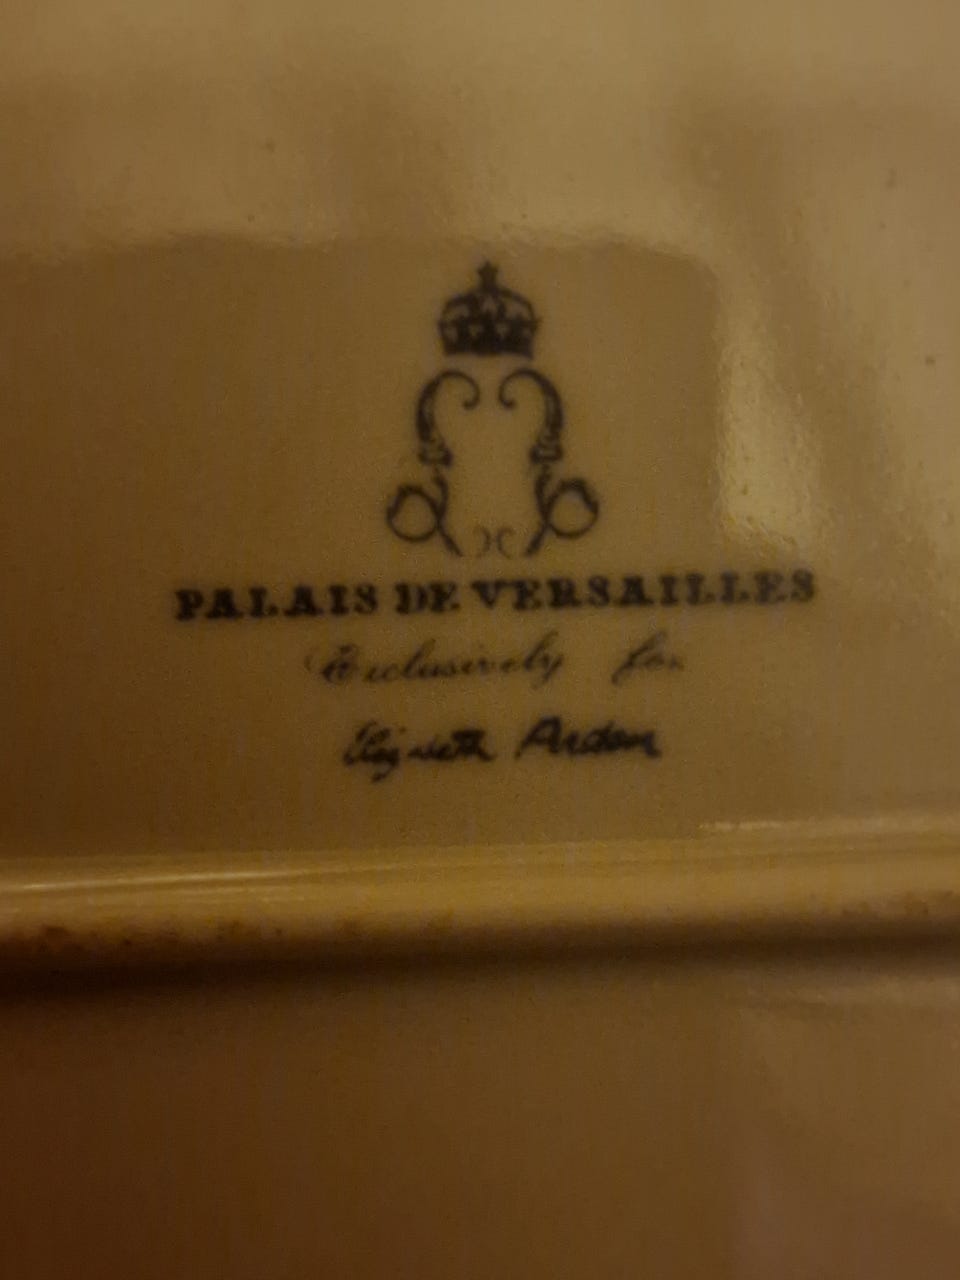 PALAIS DE VERSAILLES
Exclusively for
Elizabeth Arden